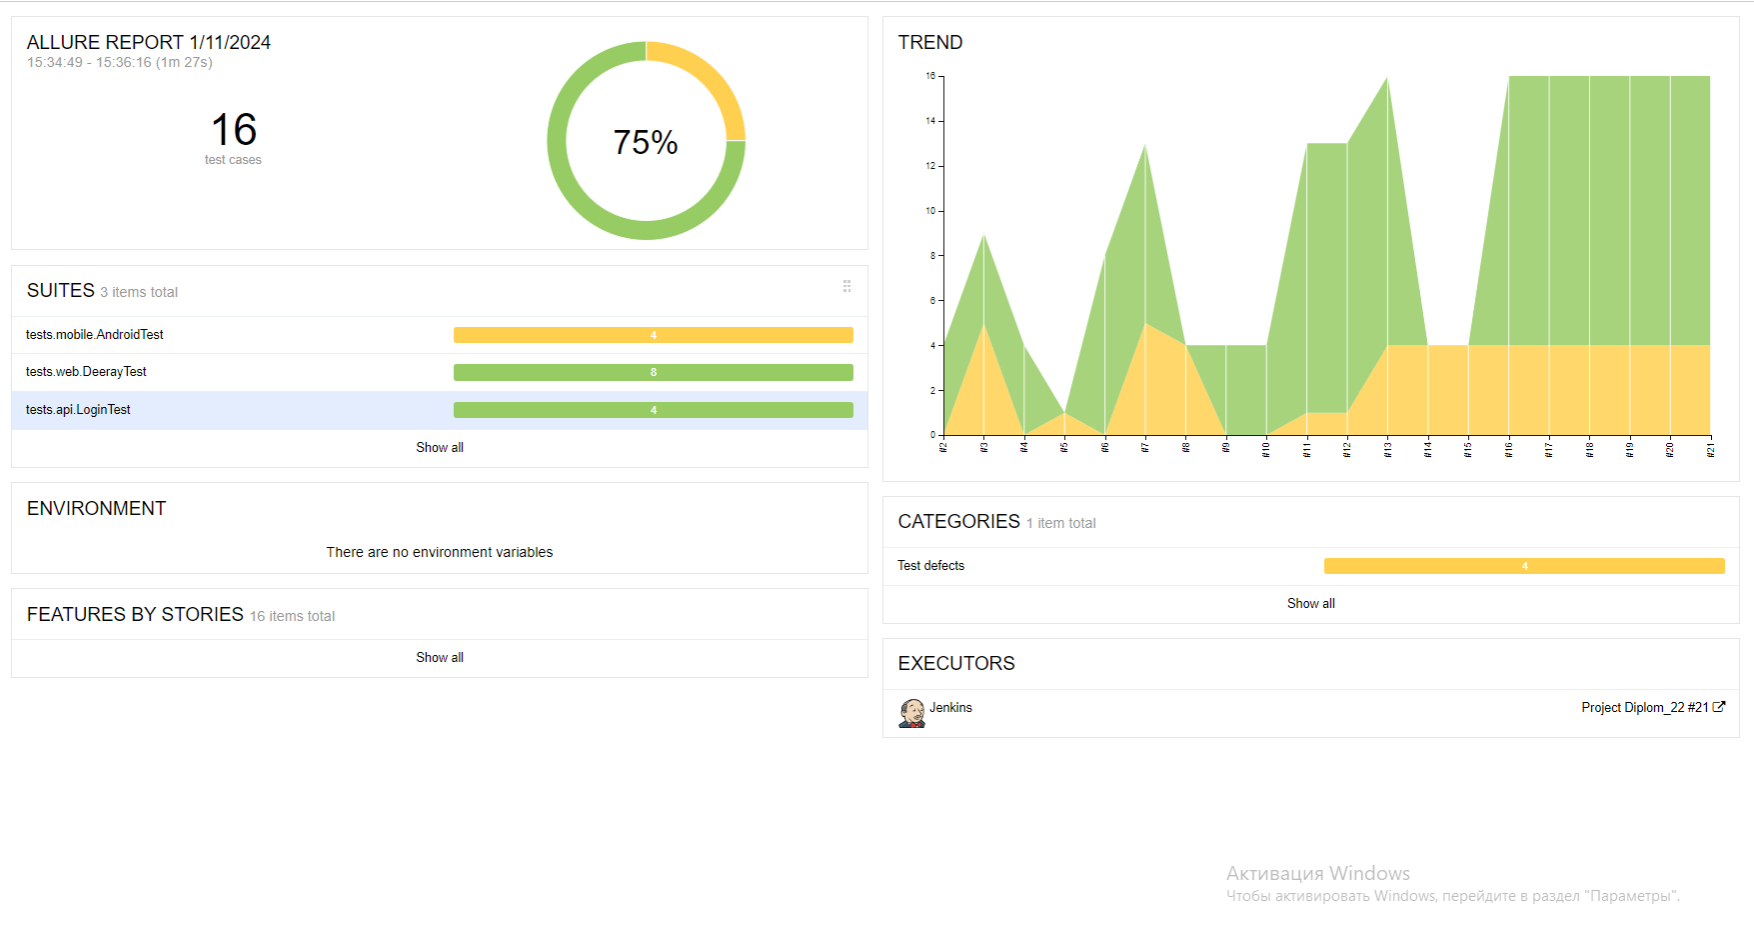 ALLURE REPORT 1/11/2024
15:34:49 - 15:36:16 (1m 27s)
16
test cases
75%
SUITES 3 items total
tests.mobile.AndroidTest 4
tests.web.DeerayTest 8
tests.api.LoginTest 4
Show all
ENVIRONMENT
There are no environment variables
FEATURES BY STORIES 16 items total
Show all
TREND
16
14
12
10
8
6
4
2
0
#2 #3 #4 #5 #6 #7 #8 #9 #10 #11 #12 #13 #14 #15 #16 #17 #18 #19 #20 #21
CATEGORIES 1 item total
Test defects 4
Show all
EXECUTORS
Jenkins Project Diplom_22 #21
Активация Windows
Чтобы активировать Windows, перейдите в раздел "Параметры".